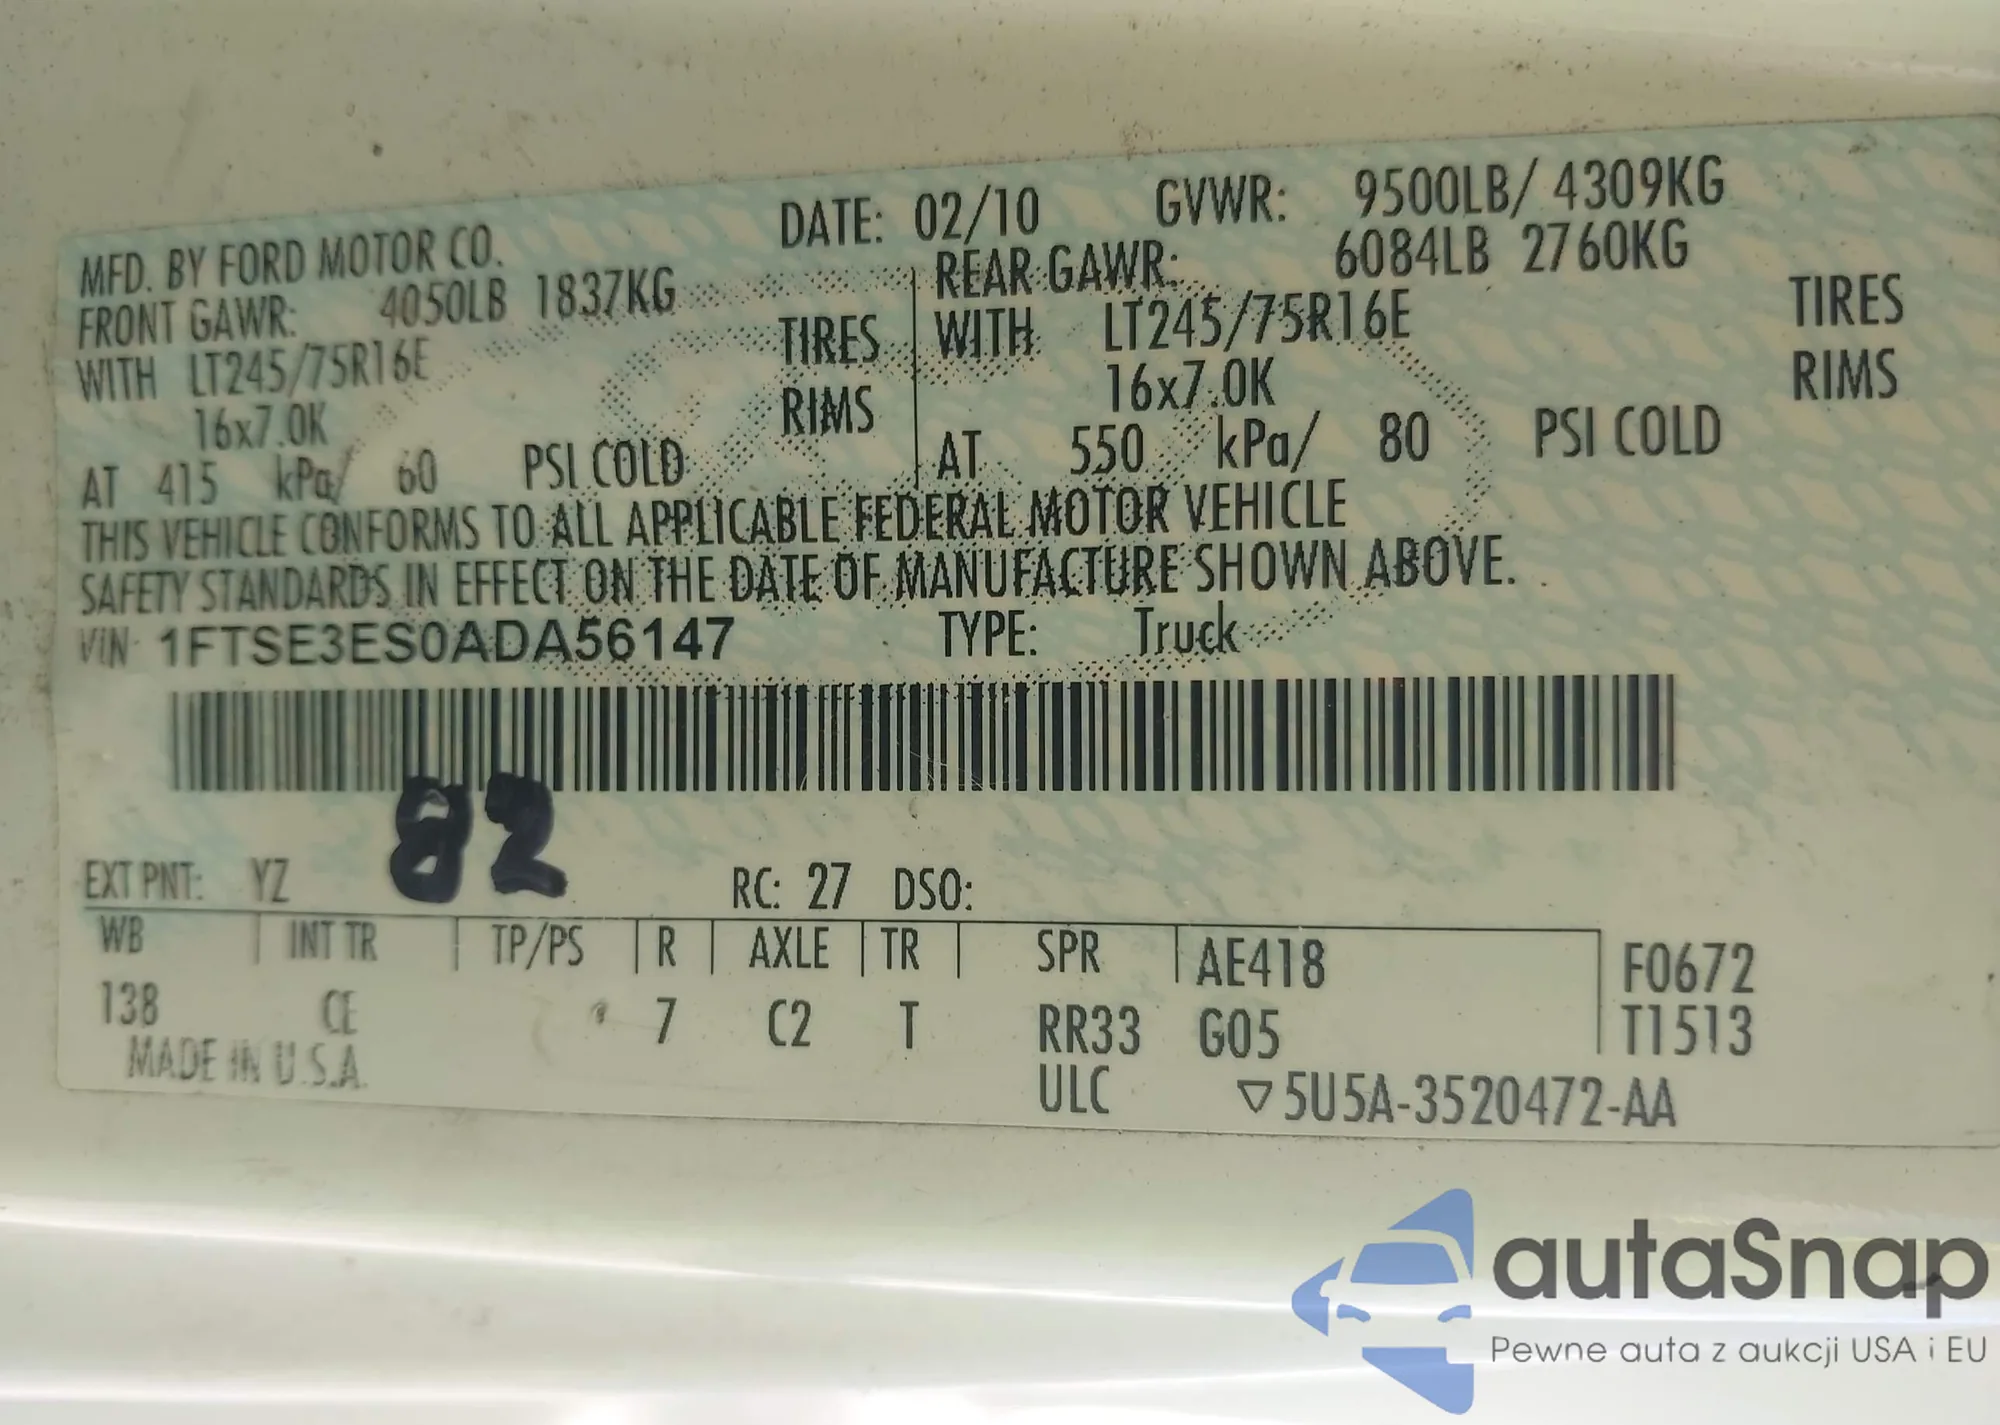 MFD. BY FORD MOTOR CO. DATE: 02/10 GVWR: 9500LB/ 4309KG
FRONT GAWR: 4050LB 1837KG REAR GAWR: 6084LB 2760KG
WITH LT245/75R16E TIRES WITH LT245/75R16E TIRES
16x7.0K RIMS 16x7.0K RIMS
AT 415 kPa/ 60 PSI COLD AT 550 kPa/ 80 PSI COLD
THIS VEHICLE CONFORMS TO ALL APPLICABLE FEDERAL MOTOR VEHICLE
SAFETY STANDARDS IN EFFECT ON THE DATE OF MANUFACTURE SHOWN ABOVE.
VIN: 1FTSE3ES0ADA56147 TYPE: Truck
82
EXT PNT: YZ RC: 27 DSO:
WB INT TR TP/PS R AXLE TR SPR AE418 F0672
138 CE 7 C2 T RR33 G05 T1513
MADE IN U.S.A. ULC ▽5U5A-3520472-AA
autaSnap
Pewne auta z aukcji USA i EU